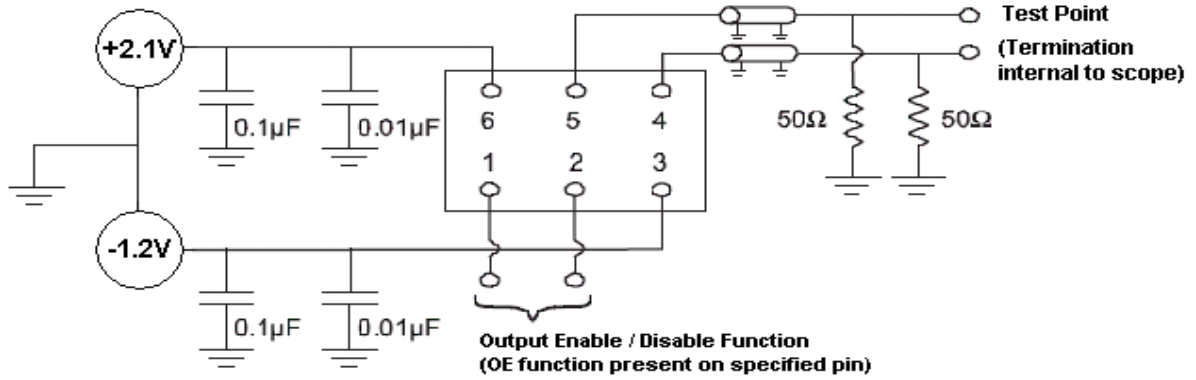 Test Point
+2.1V
(Termination
internal to scope)
0.1µF
0.01µF
6 5 4
50Ω
50Ω
1 2 3
-1.2V
0.1µF
0.01µF
Output Enable / Disable Function
(OE function present on specified pin)